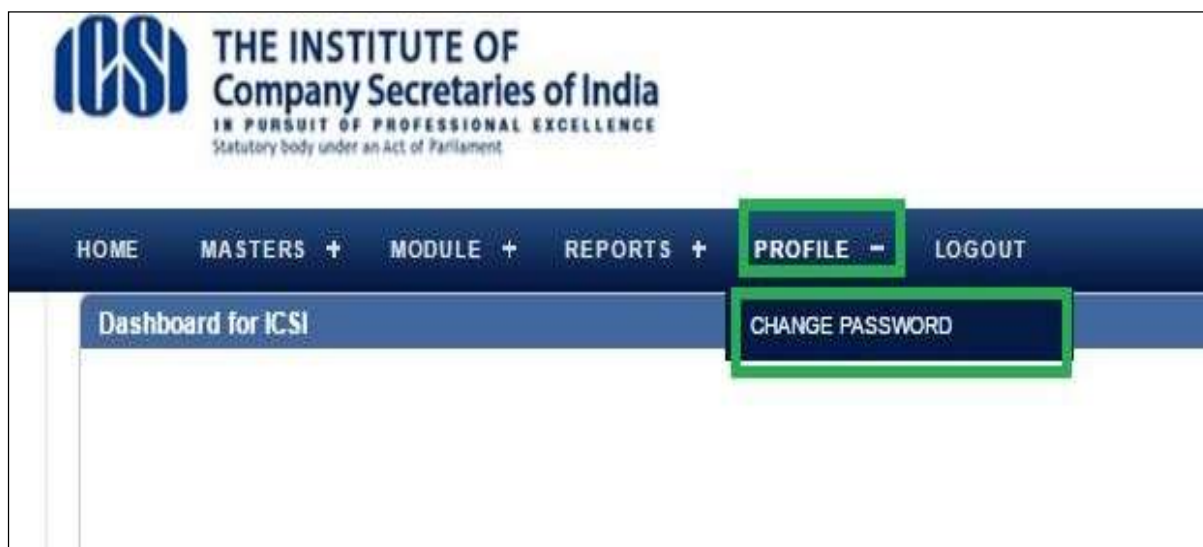 ICSI
THE INSTITUTE OF
Company Secretaries of India
IN PURSUIT OF PROFESSIONAL EXCELLENCE
Statutory body under an Act of Parliament
HOME MASTERS + MODULE + REPORTS + PROFILE - LOGOUT
Dashboard for ICSI
CHANGE PASSWORD